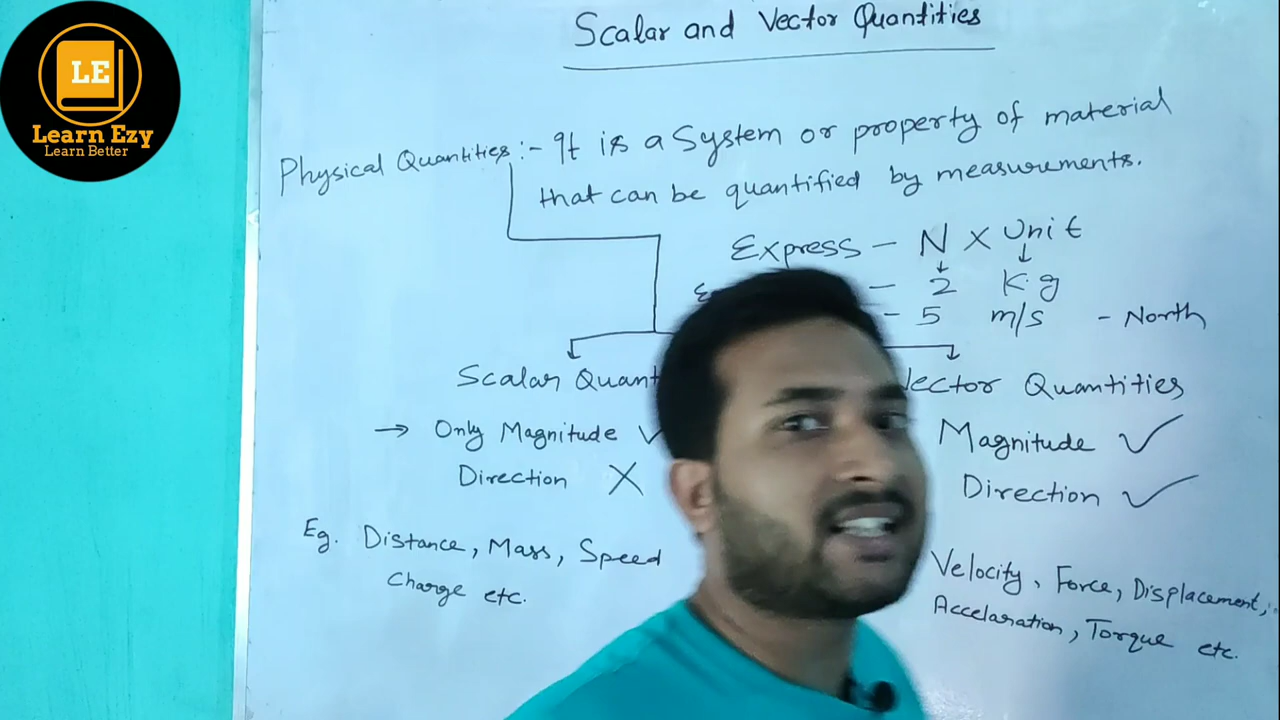 LE
Learn Ezy
Learn Better
Scalar and Vector Quantities
Physical Quantities :- It is a System or property of material
that can be quantified by measurements.
Express - N X Unit
- 2 K.g
- 5 m/s - North
Scalar Vector Quantities
→ Only Magnitude ✓ Magnitude ✓
Direction X Direction ✓
Eg. Distance, Mass, Speed Velocity, Force, Displacement,
Charge etc. Accelaration, Torque etc.